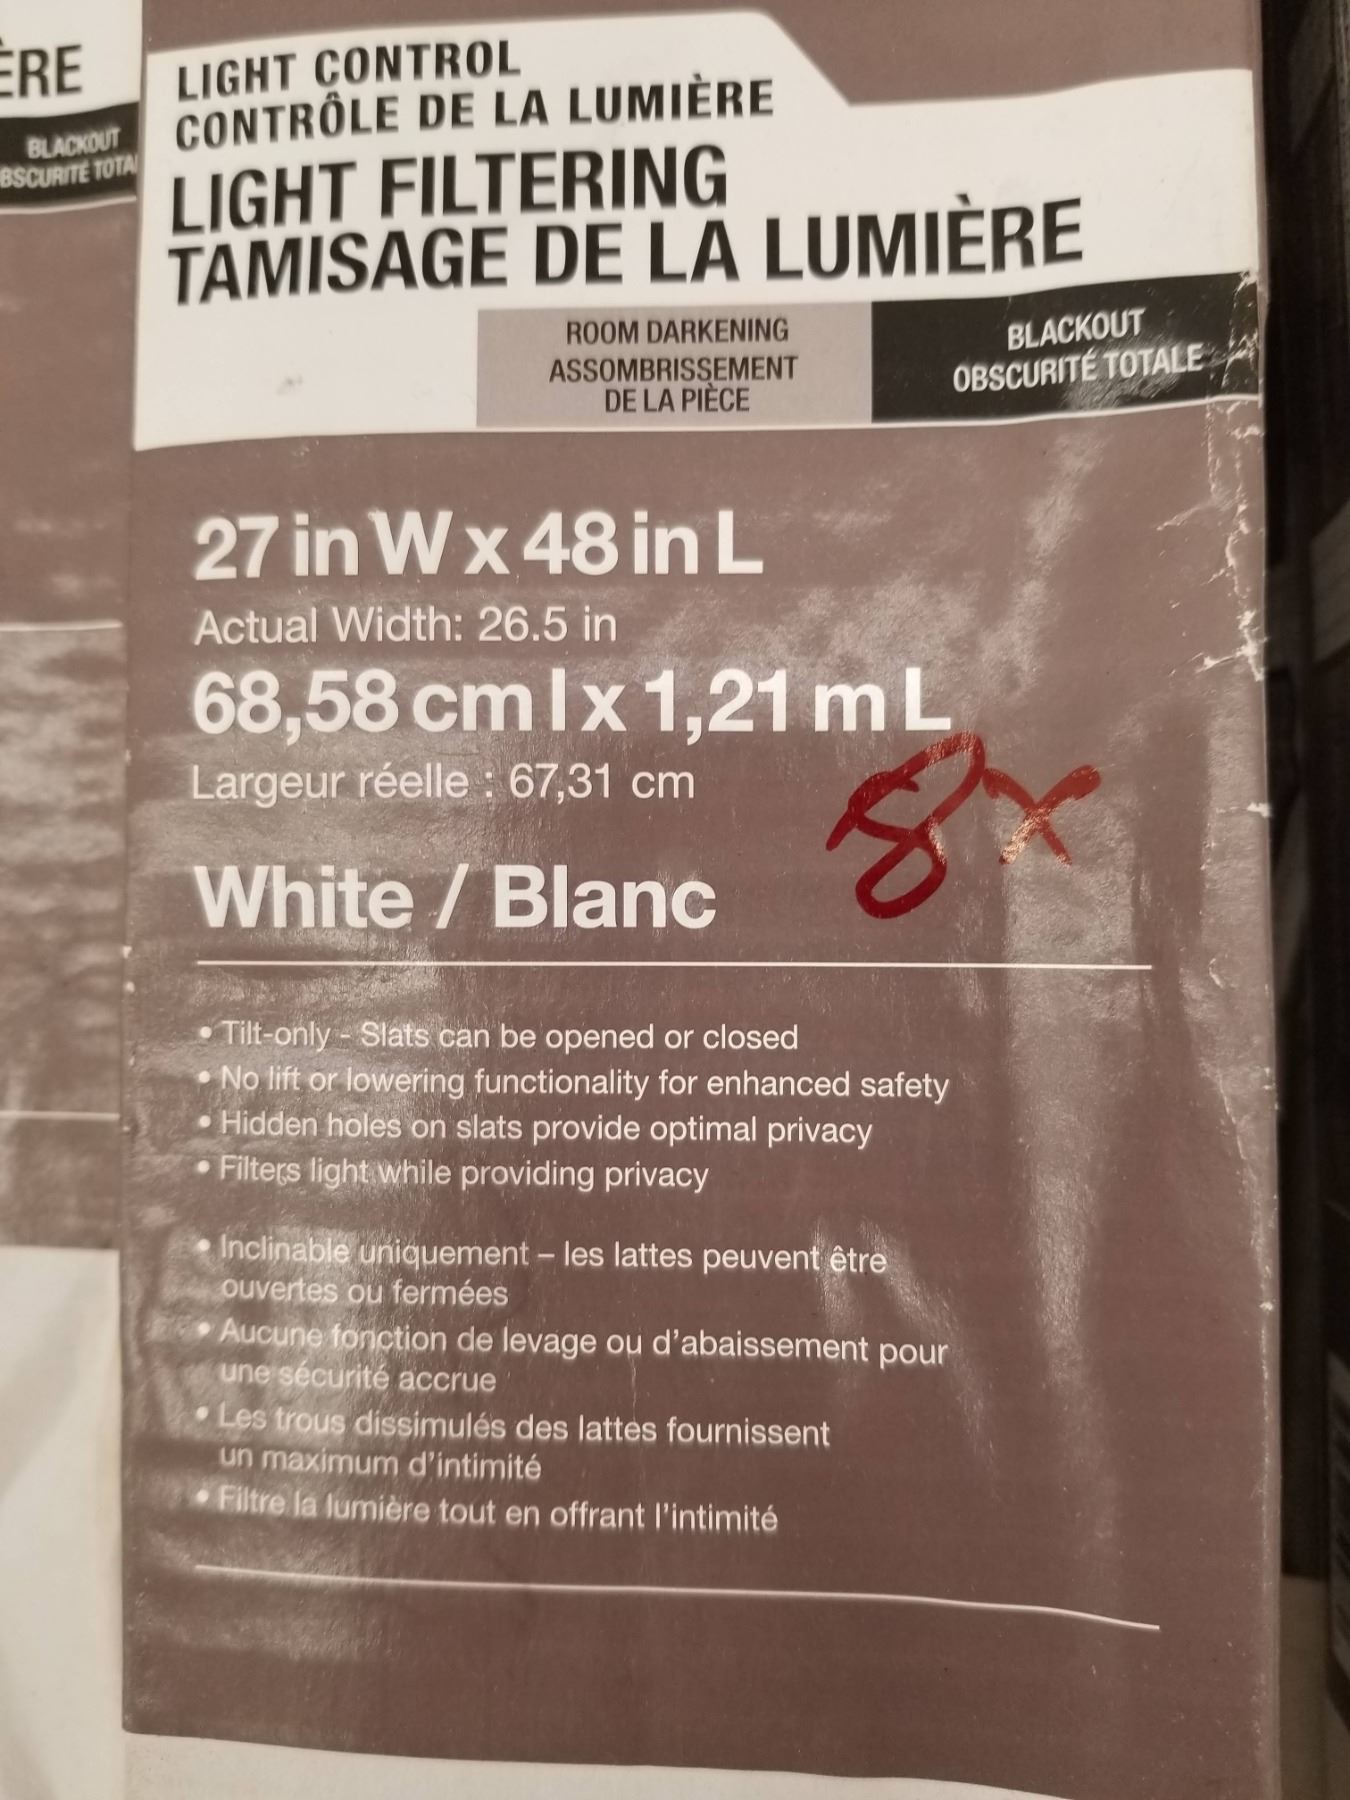 ÈRE
BLACKOUT
LIGHT CONTROL
CONTRÔLE DE LA LUMIÈRE
LIGHT FILTERING
TAMISAGE DE LA LUMIÈRE
ROOM DARKENING
ASSOMBRISSEMENT
DE LA PIÈCE
BLACKOUT
OBSCURITÉ TOTALE
27 in W x 48 in L
Actual Width: 26.5 in
68,58 cm l x 1,21 m L
Largeur réelle : 67,31 cm
8x
White / Blanc
• Tilt-only - Slats can be opened or closed
• No lift or lowering functionality for enhanced safety
• Hidden holes on slats provide optimal privacy
• Filters light while providing privacy
• Inclinable uniquement – les lattes peuvent être
ouvertes ou fermées
• Aucune fonction de levage ou d'abaissement pour
une sécurité accrue
• Les trous dissimulés des lattes fournissent
un maximum d'intimité
• Filtre la lumière tout en offrant l'intimité